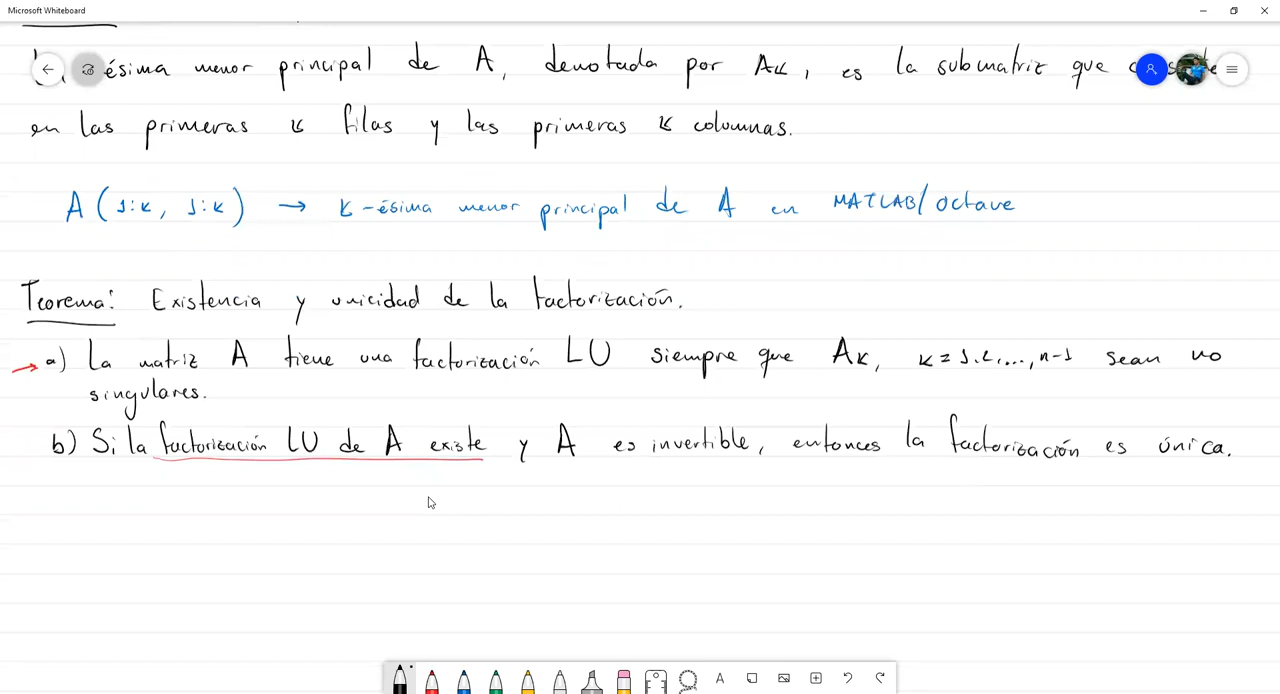 Microsoft Whiteboard
ésima menor principal de A, denotada por AK, es la submatriz que
en las primeras K filas y las primeras K columnas.
A(1:K, 1:K) → K-ésima menor principal de A en MATLAB/octave
Teorema: Existencia y unicidad de la factorización.
→ a) La matriz A tiene una factorización LU siempre que AK, K=1,2,...,n-1 sean no
singulares.
b) Si la factorización LU de A existe y A es invertible, entonces la factorización es única.
A